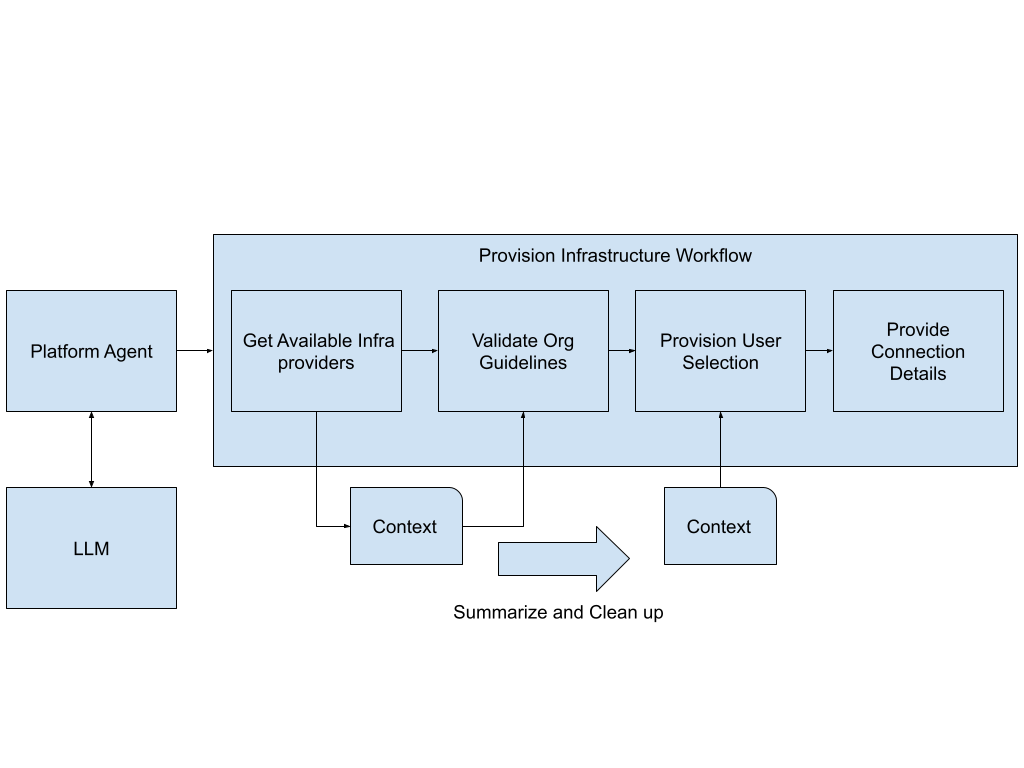 Provision Infrastructure Workflow
Platform Agent
Get Available Infra
providers
Validate Org
Guidelines
Provision User
Selection
Provide
Connection
Details
LLM
Context
Context
Summarize and Clean up